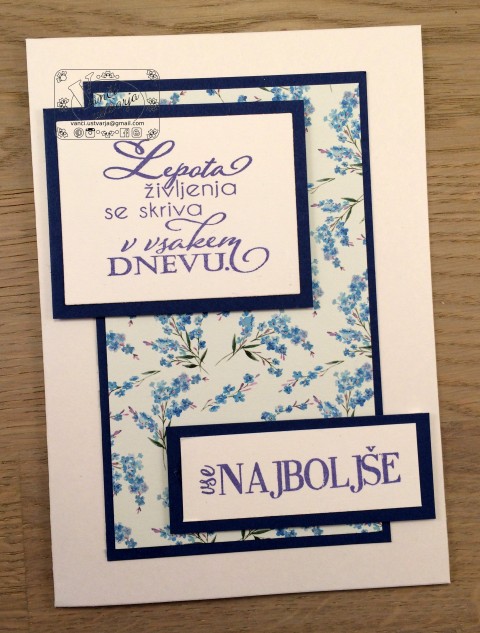 vanci.ustvarja@gmail.com
Lepota
življenja
se skriva
v vsakem
DNEVU.
vse NAJBOLJŠE